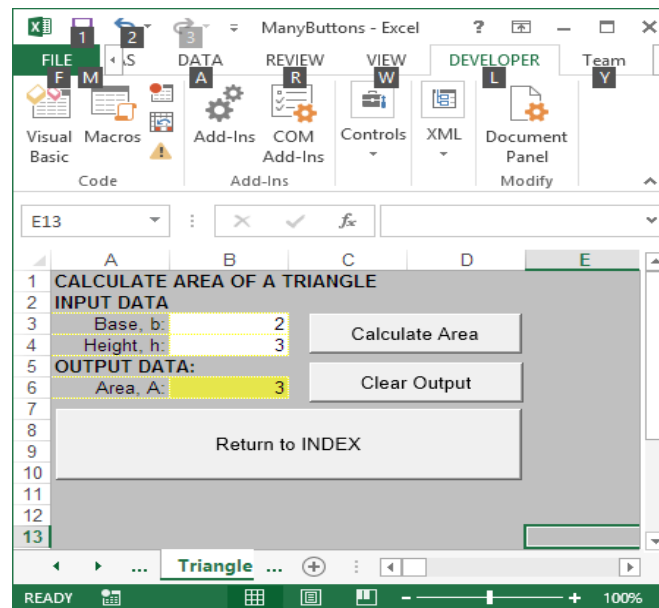 ManyButtons - Excel ?
1 2 3
FILE AS DATA REVIEW VIEW DEVELOPER Team
F M A R W L Y
Visual Basic
Macros
Add-Ins
COM Add-Ins
Controls
XML
Document Panel
Code Add-Ins Modify
E13 fx
A B C D E
1 CALCULATE AREA OF A TRIANGLE
2 INPUT DATA
3 Base, b: 2
Calculate Area
4 Height, h: 3
5 OUTPUT DATA:
Clear Output
6 Area, A: 3
7
8
Return to INDEX
9
10
11
12
13
... Triangle ...
READY 100%